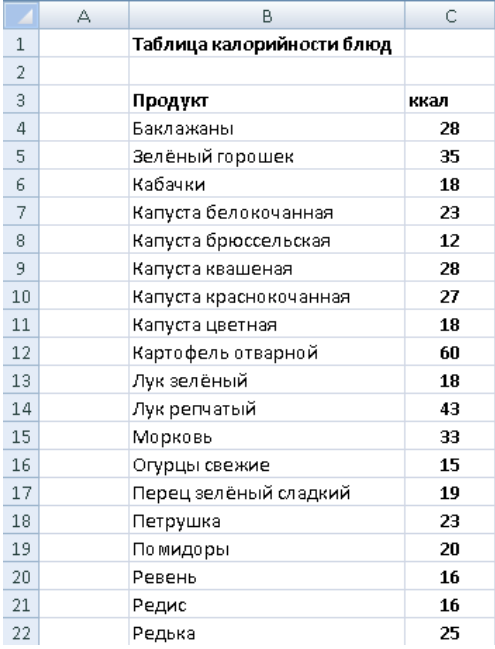 A B C
1 Таблица калорийности блюд
2
3 Продукт ккал
4 Баклажаны 28
5 Зелёный горошек 35
6 Кабачки 18
7 Капуста белокочанная 23
8 Капуста брюссельская 12
9 Капуста квашеная 28
10 Капуста краснокочанная 27
11 Капуста цветная 18
12 Картофель отварной 60
13 Лук зелёный 18
14 Лук репчатый 43
15 Морковь 33
16 Огурцы свежие 15
17 Перец зелёный сладкий 19
18 Петрушка 23
19 Помидоры 20
20 Ревень 16
21 Редис 16
22 Редька 25